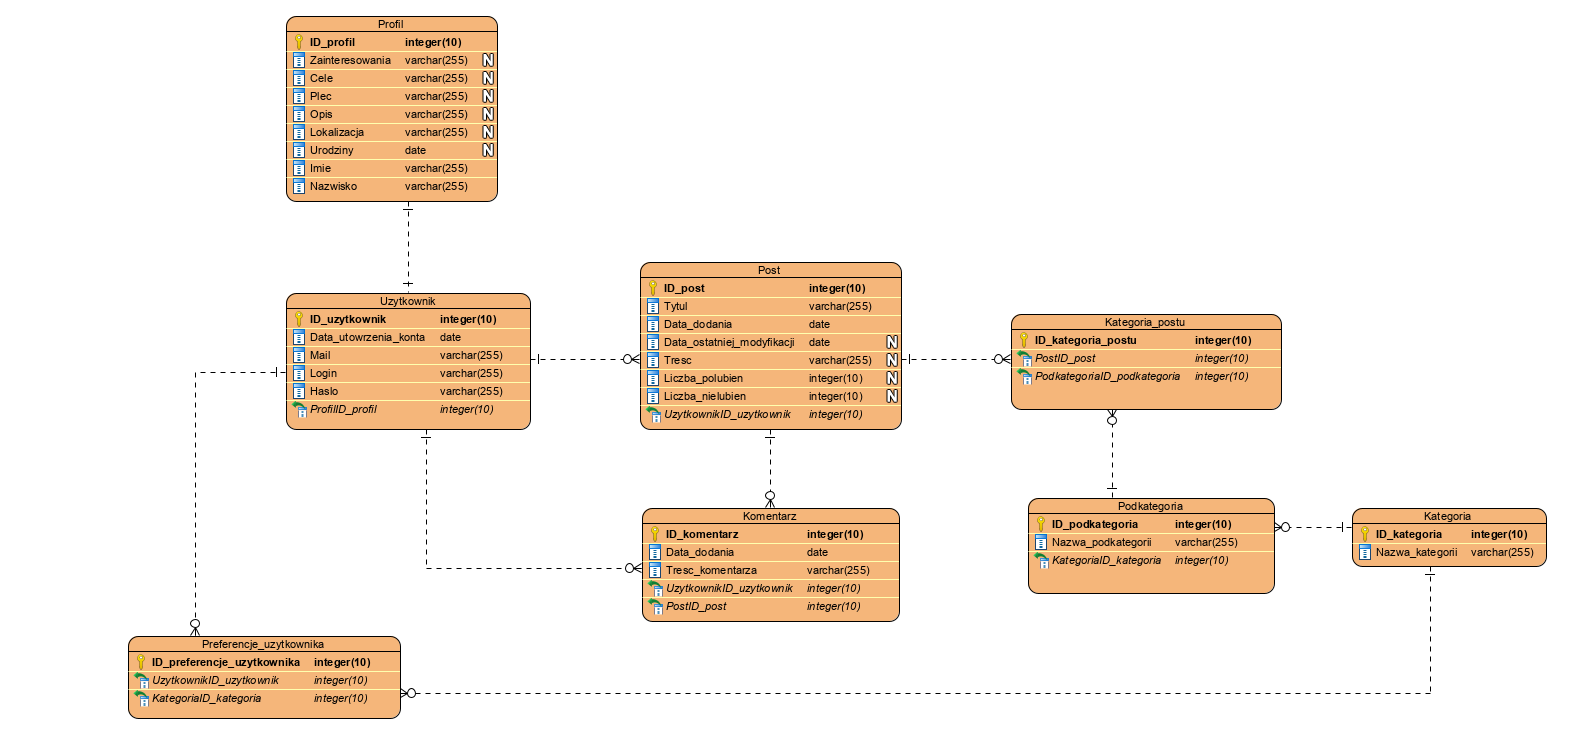 Profil
ID_profil integer(10)
Zainteresowania varchar(255) N
Cele varchar(255) N
Plec varchar(255) N
Opis varchar(255) N
Lokalizacja varchar(255) N
Urodziny date N
Imie varchar(255)
Nazwisko varchar(255)
Uzytkownik
ID_uzytkownik integer(10)
Data_utowrzenia_konta date
Mail varchar(255)
Login varchar(255)
Haslo varchar(255)
ProfilID_profil integer(10)
Post
ID_post integer(10)
Tytul varchar(255)
Data_dodania date
Data_ostatniej_modyfikacji date N
Tresc varchar(255) N
Liczba_polubien integer(10) N
Liczba_nielubien integer(10) N
UzytkownikID_uzytkownik integer(10)
Kategoria_postu
ID_kategoria_postu integer(10)
PostID_post integer(10)
PodkategoriaID_podkategoria integer(10)
Komentarz
ID_komentarz integer(10)
Data_dodania date
Tresc_komentarza varchar(255)
UzytkownikID_uzytkownik integer(10)
PostID_post integer(10)
Podkategoria
ID_podkategoria integer(10)
Nazwa_podkategorii varchar(255)
KategoriaID_kategoria integer(10)
Kategoria
ID_kategoria integer(10)
Nazwa_kategorii varchar(255)
Preferencje_uzytkownika
ID_preferencje_uzytkownika integer(10)
UzytkownikID_uzytkownik integer(10)
KategoriaID_kategoria integer(10)